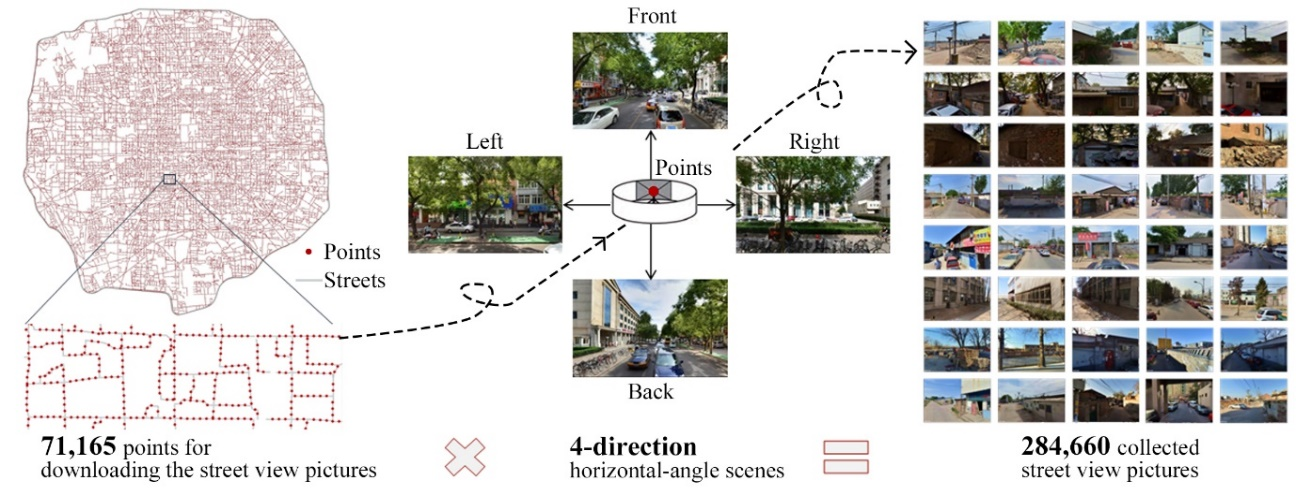 Front
Left
Right
Points
Points
Streets
Back
71,165 points for
downloading the street view pictures
4-direction
horizontal-angle scenes
284,660 collected
street view pictures